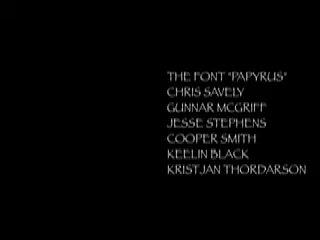 THE FONT "PAPYRUS"
CHRIS SAVELY
GUNNAR MCGRIFF
JESSE STEPHENS
COOPER SMITH
KEELIN BLACK
KRISTJAN THORDARSON